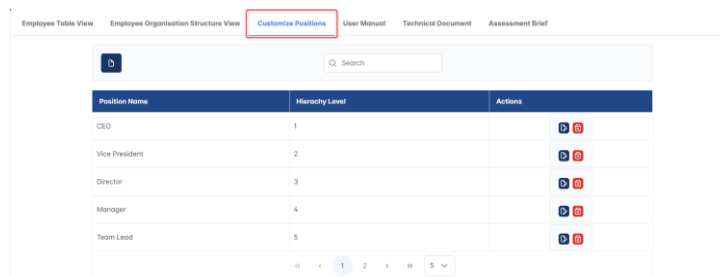 Employee Table View Employee Organisation Structure View Customize Positions User Manual Technical Document Assessment Brief
Search
Position Name Hierachy Level Actions
CEO 1
Vice President 2
Director 3
Manager 4
Team Lead 5
« ‹ 1 2 › » 5